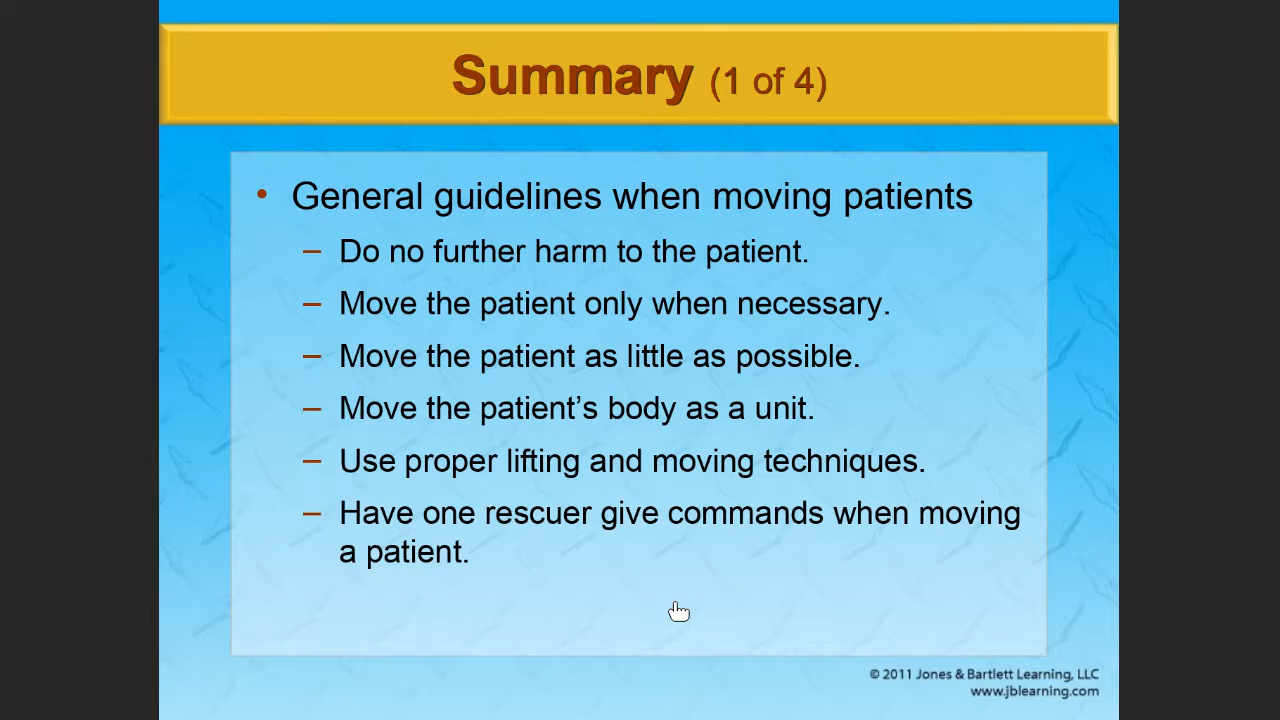 Summary (1 of 4)
• General guidelines when moving patients
– Do no further harm to the patient.
– Move the patient only when necessary.
– Move the patient as little as possible.
– Move the patient’s body as a unit.
– Use proper lifting and moving techniques.
– Have one rescuer give commands when moving
a patient.
© 2011 Jones & Bartlett Learning, LLC
www.jblearning.com